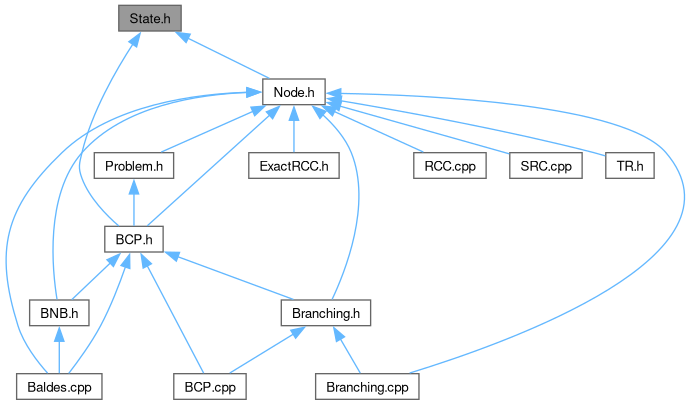 State.h
Node.h
Problem.h
ExactRCC.h
RCC.cpp
SRC.cpp
TR.h
BCP.h
BNB.h
Branching.h
Baldes.cpp
BCP.cpp
Branching.cpp